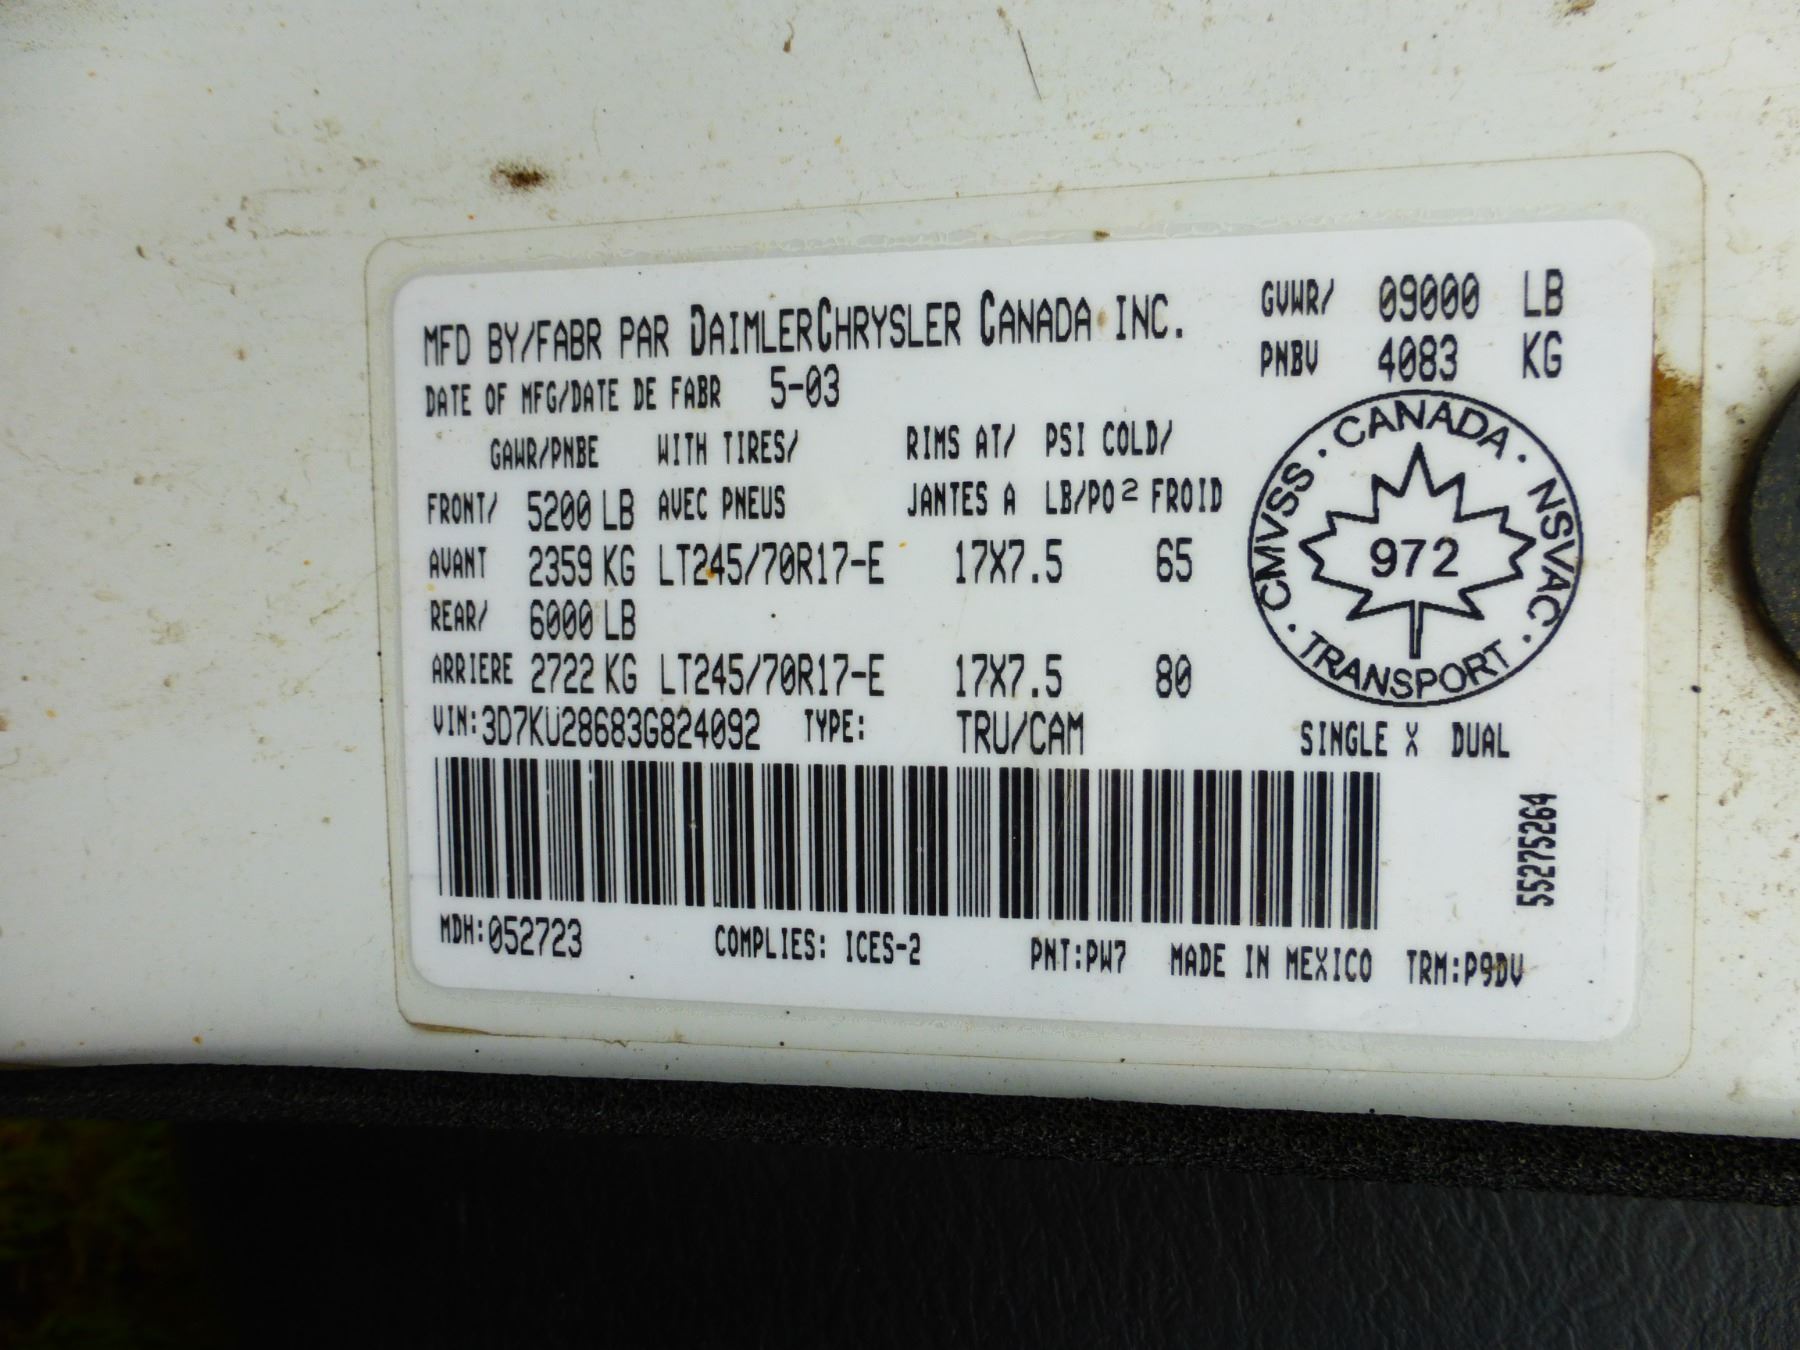 MFD BY/FABR PAR DAIMLERCHRYSLER CANADA INC.
GVWR/ 09000 LB
PNBV 4083 KG
DATE OF MFG/DATE DE FABR 5-03
GAWR/PNBE WITH TIRES/ RIMS AT/ PSI COLD/
FRONT/ 5200 LB AVEC PNEUS JANTES A LB/PO² FROID
AVANT 2359 KG LT245/70R17-E 17X7.5 65
REAR/ 6000 LB
ARRIERE 2722 KG LT245/70R17-E 17X7.5 80
CMVSS · CANADA · NSVAC · TRANSPORT ·
972
VIN:3D7KU28683G824092 TYPE: TRU/CAM SINGLE X DUAL
55275264
MDH:052723 COMPLIES: ICES-2 PNT:PW7 MADE IN MEXICO TRM:P9DV